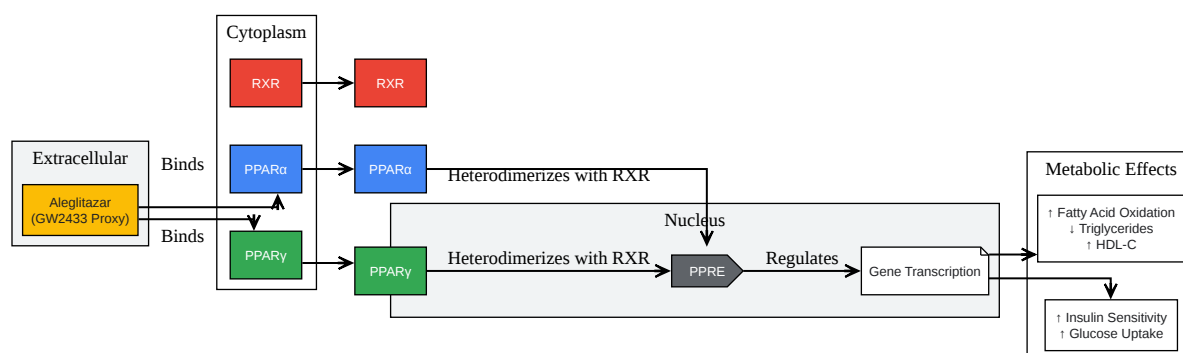 Cytoplasm
RXR
RXR
Extracellular
Binds
PPARα
PPARα
Heterodimerizes with RXR
Metabolic Effects
Aleglitazar
(GW2433 Proxy)
↑ Fatty Acid Oxidation
↓ Triglycerides
↑ HDL-C
Nucleus
Binds
PPARγ
PPARγ
Heterodimerizes with RXR
PPRE
Regulates
Gene Transcription
↑ Insulin Sensitivity
↑ Glucose Uptake